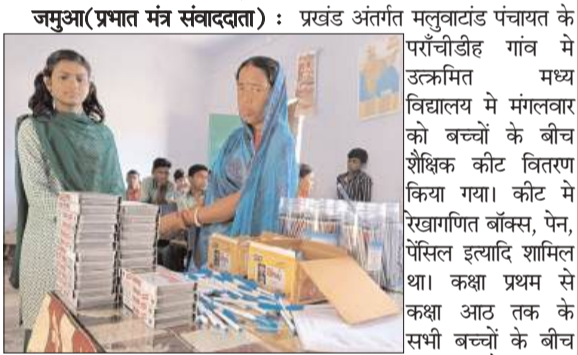 जमुआ(प्रभात मंत्र संवाददाता) : प्रखंड अंतर्गत मलुवाटांड पंचायत के
पराँचीडीह गांव मे
उत्क्रमित मध्य
विद्यालय मे मंगलवार
को बच्चों के बीच
शैक्षिक कीट वितरण
किया गया। कीट मे
रेखागणित बॉक्स, पेन,
पेंसिल इत्यादि शामिल
था। कक्षा प्रथम से
कक्षा आठ तक के
सभी बच्चों के बीच